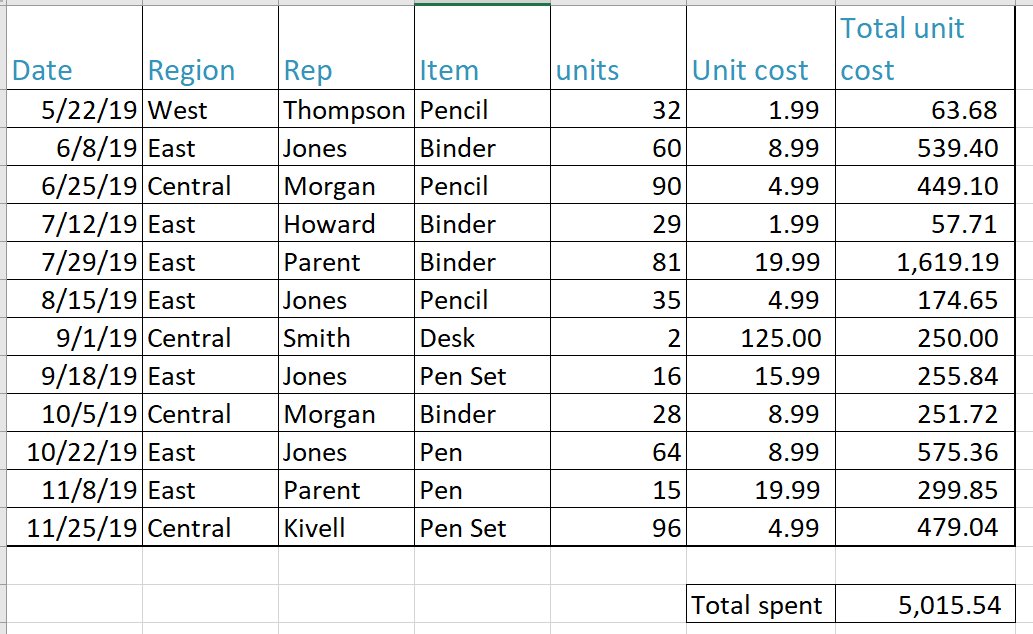 Date Region Rep Item units Unit cost Total unit cost
5/22/19 West Thompson Pencil 32 1.99 63.68
6/8/19 East Jones Binder 60 8.99 539.40
6/25/19 Central Morgan Pencil 90 4.99 449.10
7/12/19 East Howard Binder 29 1.99 57.71
7/29/19 East Parent Binder 81 19.99 1,619.19
8/15/19 East Jones Pencil 35 4.99 174.65
9/1/19 Central Smith Desk 2 125.00 250.00
9/18/19 East Jones Pen Set 16 15.99 255.84
10/5/19 Central Morgan Binder 28 8.99 251.72
10/22/19 East Jones Pen 64 8.99 575.36
11/8/19 East Parent Pen 15 19.99 299.85
11/25/19 Central Kivell Pen Set 96 4.99 479.04
Total spent 5,015.54